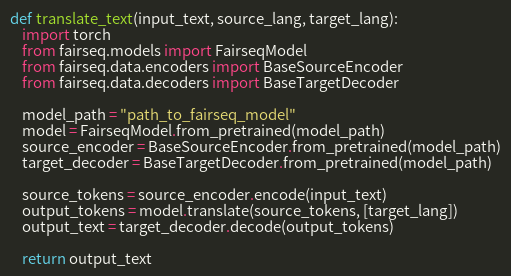 def translate_text(input_text, source_lang, target_lang):
    import torch
    from fairseq.models import FairseqModel
    from fairseq.data.encoders import BaseSourceEncoder
    from fairseq.data.decoders import BaseTargetDecoder

    model_path = "path_to_fairseq_model"
    model = FairseqModel.from_pretrained(model_path)
    source_encoder = BaseSourceEncoder.from_pretrained(model_path)
    target_decoder = BaseTargetDecoder.from_pretrained(model_path)

    source_tokens = source_encoder.encode(input_text)
    output_tokens = model.translate(source_tokens, [target_lang])
    output_text = target_decoder.decode(output_tokens)

    return output_text